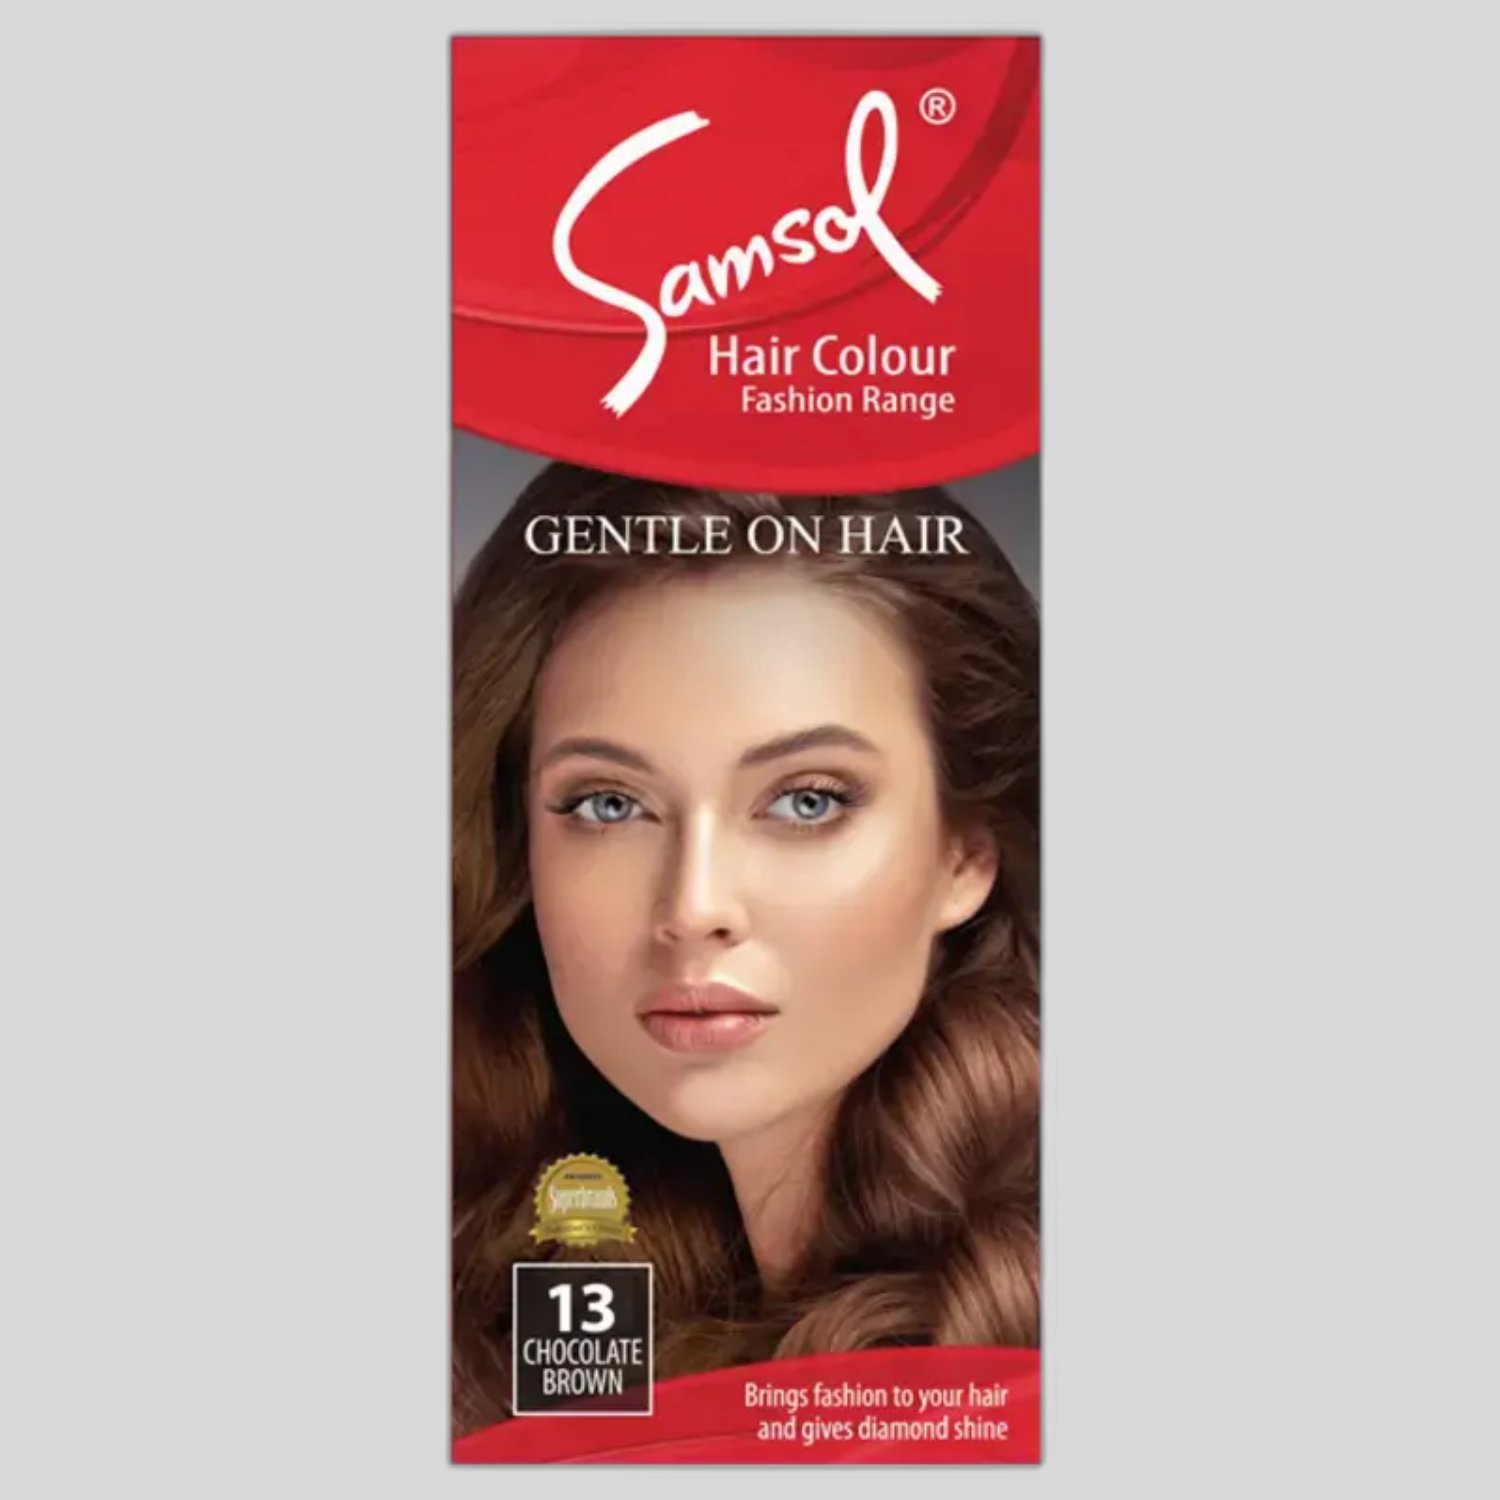 Samsol®
Hair Colour
Fashion Range
GENTLE ON HAIR
Superbrands
13
CHOCOLATE
BROWN
Brings fashion to your hair
and gives diamond shine